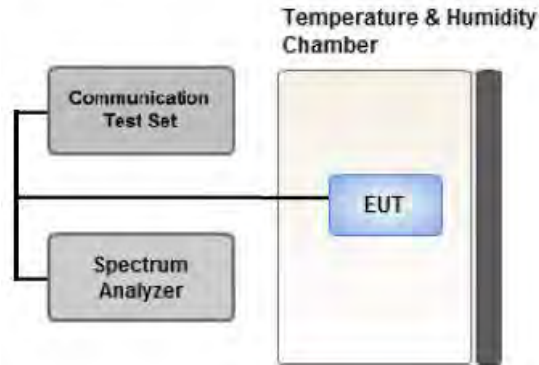 Temperature & Humidity
Chamber
Communication
Test Set
EUT
Spectrum
Analyzer